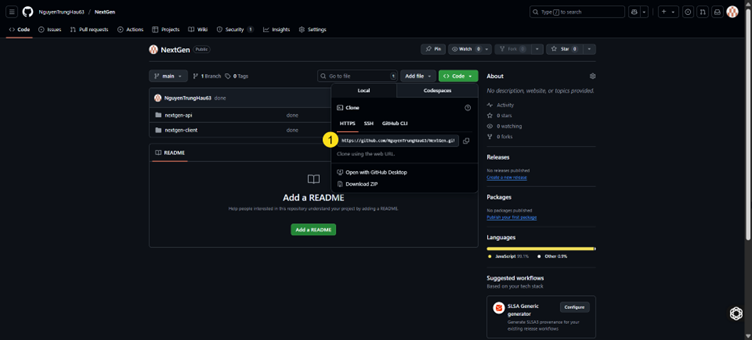 NguyenTrungHau63 / NextGen
Type / to search
Code
Issues
Pull requests
Actions
Projects
Wiki
Security 1
Insights
Settings
NextGen Public
Pin
Watch 0
Fork 0
Star 0
main
1 Branch
0 Tags
Go to file
Add file
Code
NguyenTrungHau63 done
nextgen-api done
nextgen-client done
README
Add a README
Help people interested in this repository understand your project by adding a README.
Add a README
Local
Codespaces
Clone
HTTPS SSH GitHub CLI
1
https://github.com/NguyenTrungHau63/NextGen.git
Clone using the web URL.
Open with GitHub Desktop
Download ZIP
About
No description, website, or topics provided.
Activity
0 stars
0 watching
0 forks
Releases
No releases published
Create a new release
Packages
No packages published
Publish your first package
Languages
JavaScript 99.1% Other 0.9%
Suggested workflows
Based on your tech stack
SLSA Generic generator
Configure
Generate SLSA3 provenance for your existing release workflows